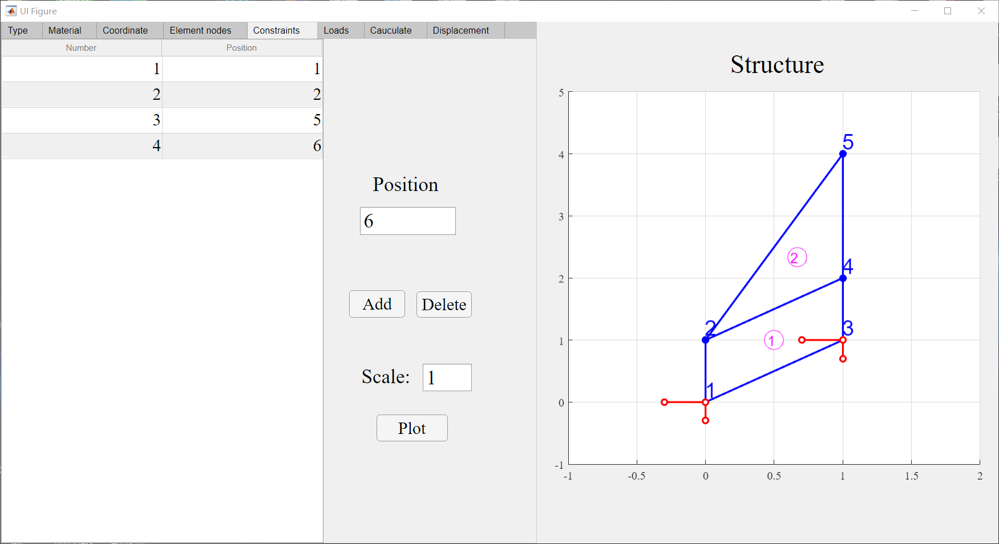 UI Figure
Type Material Coordinate Element nodes Constraints Loads Cauculate Displacement
Number Position
1 1
2 2
3 5
4 6
Position
6
Add Delete
Scale: 1
Plot
Structure
5
4
3
2
1
0
-1
-1 -0.5 0 0.5 1 1.5 2
5
2
4
2
3
1
1